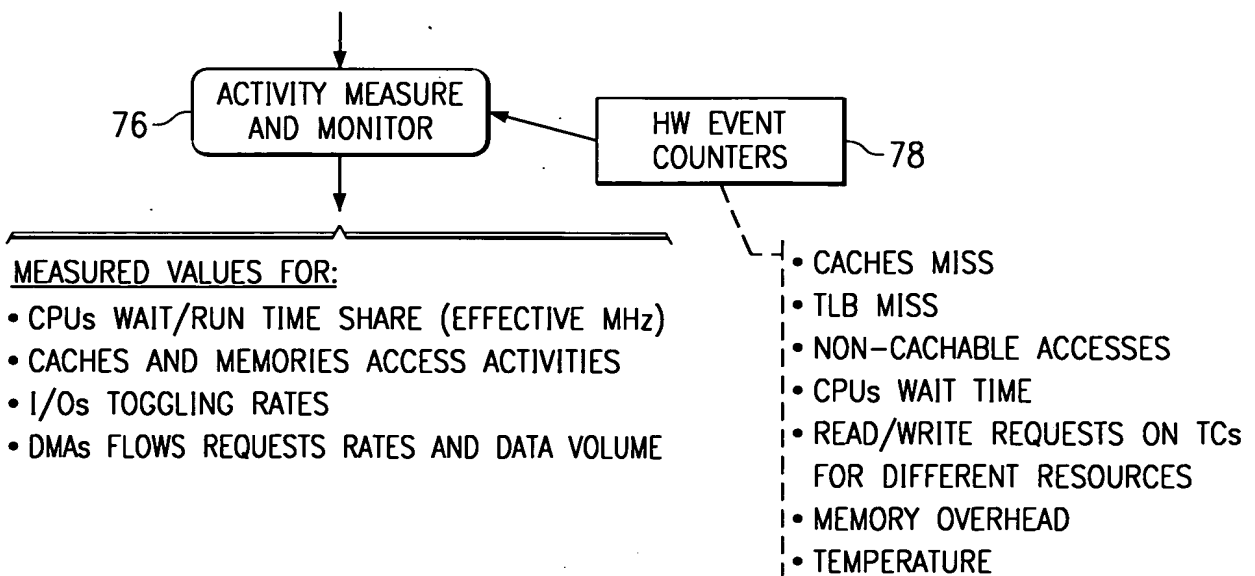 ACTIVITY MEASURE
AND MONITOR
76
HW EVENT
COUNTERS
78
MEASURED VALUES FOR:
• CPUs WAIT/RUN TIME SHARE (EFFECTIVE MHz)
• CACHES AND MEMORIES ACCESS ACTIVITIES
• I/Os TOGGLING RATES
• DMAs FLOWS REQUESTS RATES AND DATA VOLUME
• CACHES MISS
• TLB MISS
• NON-CACHABLE ACCESSES
• CPUs WAIT TIME
• READ/WRITE REQUESTS ON TCs
FOR DIFFERENT RESOURCES
• MEMORY OVERHEAD
• TEMPERATURE